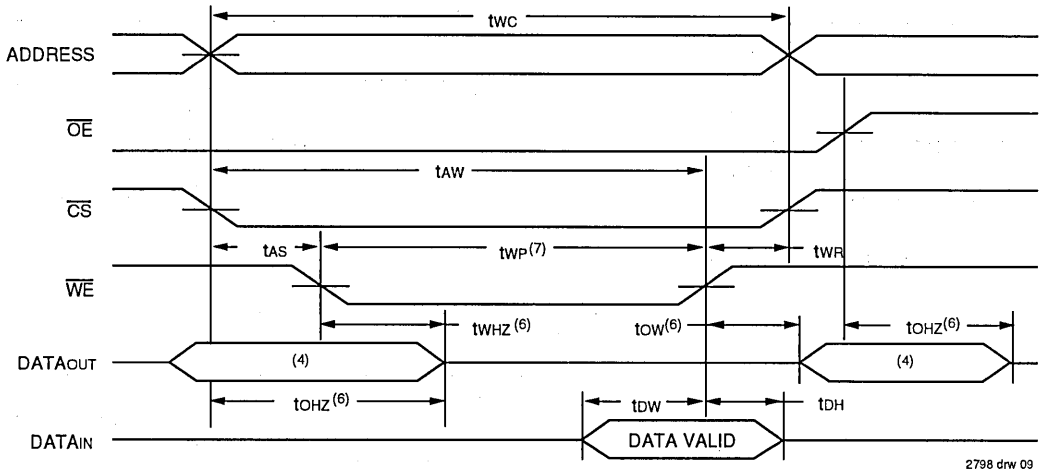 tWC
ADDRESS
OE
tAW
CS
tAS tWP(7) tWR
WE
tWHZ(6) tOW(6) tOHZ(6)
DATAOUT (4) (4)
tOHZ(6) tDW tDH
DATAIN DATA VALID
2798 drw 09